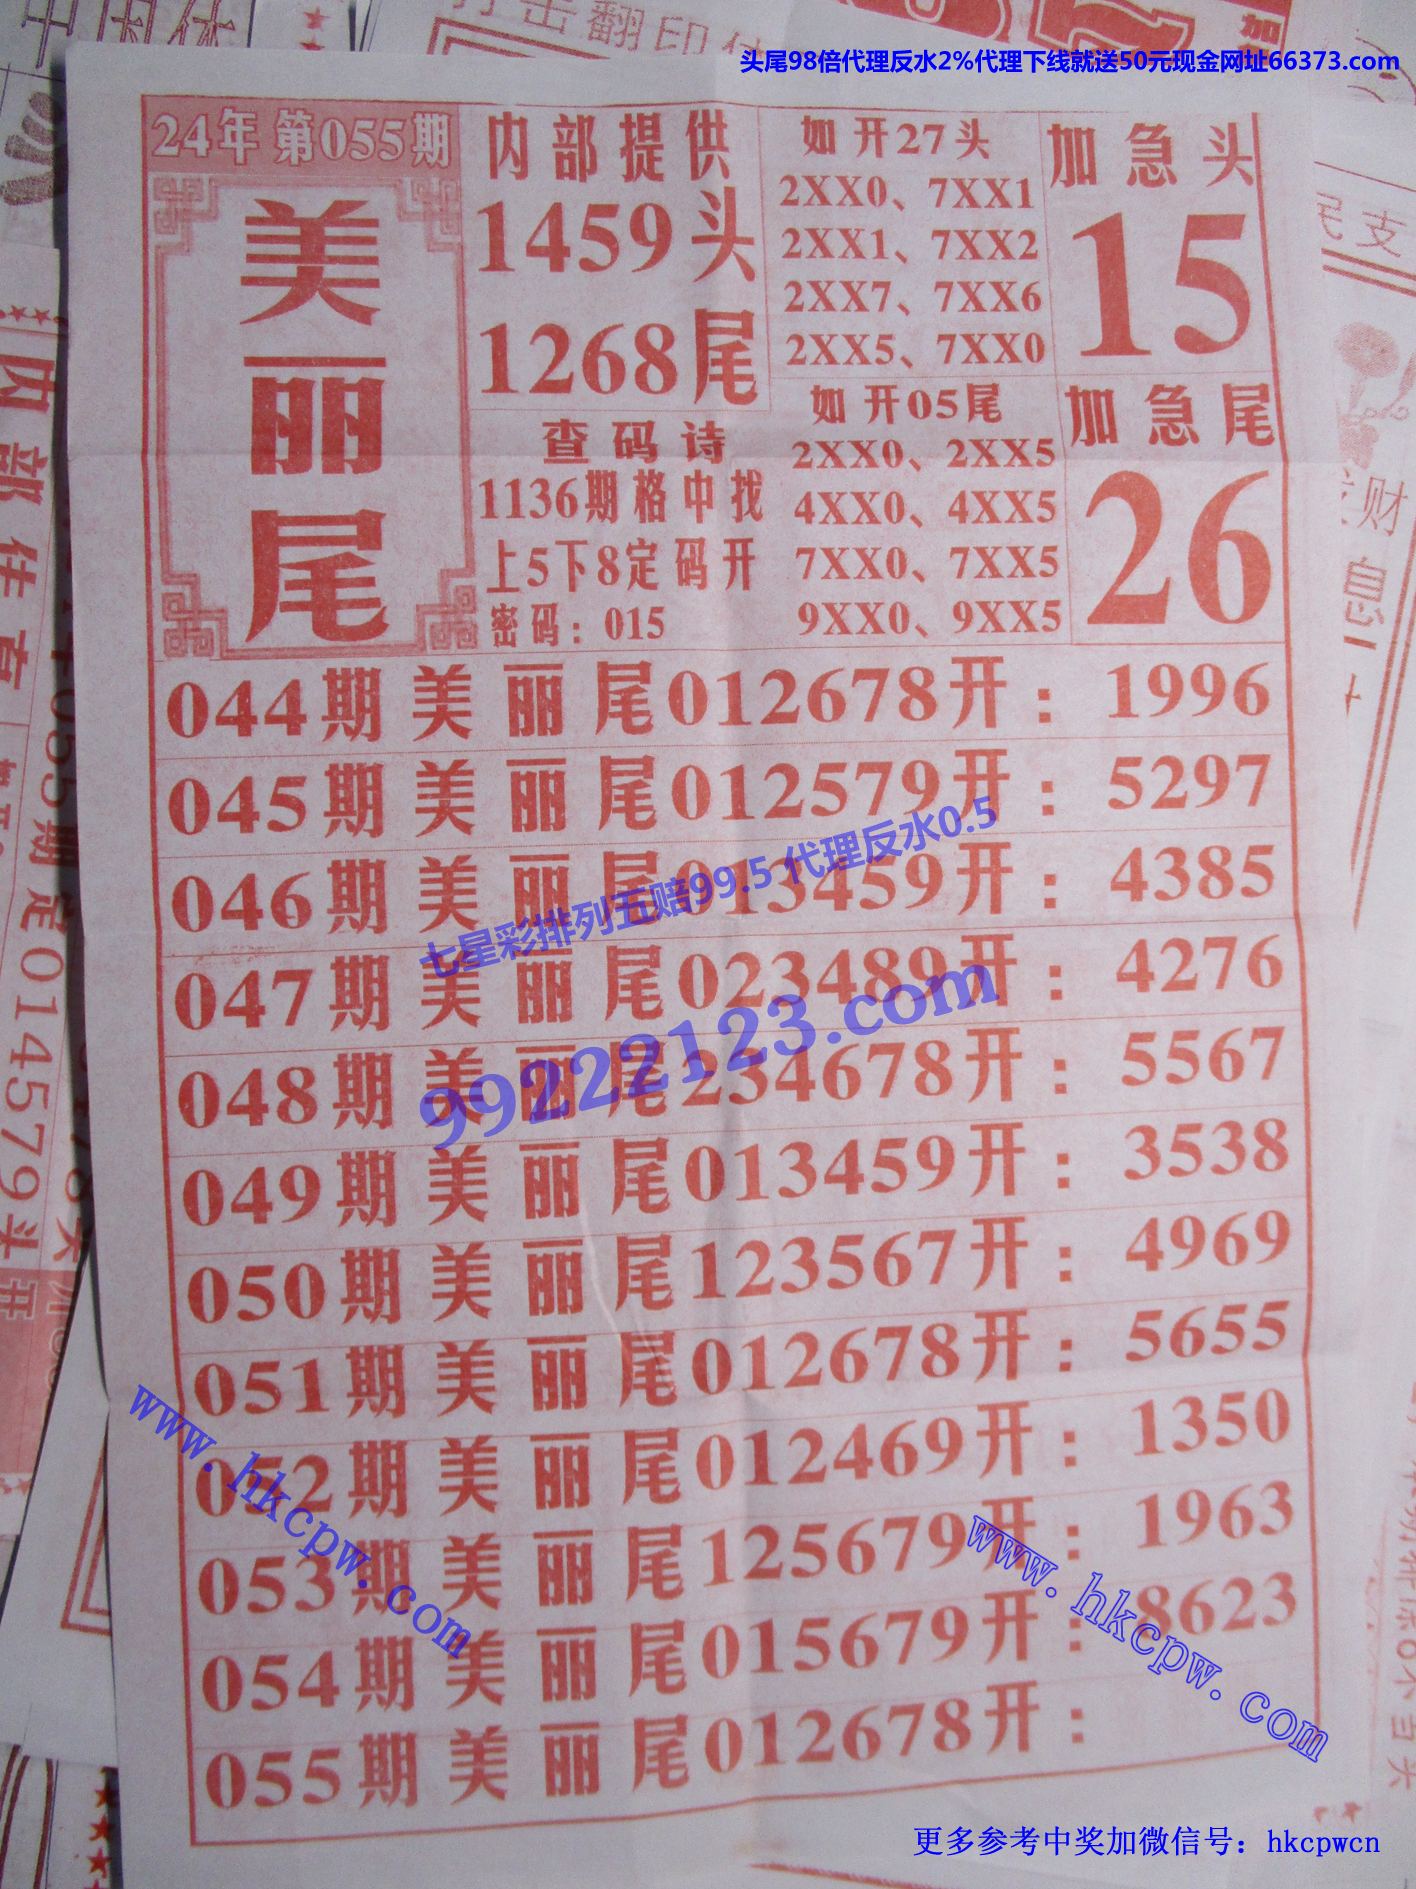 头尾98倍代理反水2%代理下线就送50元现金网址66373.com
24年 第055期
美丽尾
内部提供
1459头
1268尾
查码诗
1136期格中找
上5下8定码开
密码：015
如开27头
2XX0、7XX1
2XX1、7XX2
2XX7、7XX6
2XX5、7XX0
如开05尾
2XX0、2XX5
4XX0、4XX5
7XX0、7XX5
9XX0、9XX5
加急头
15
加急尾
26
044期美丽尾012678开：1996
045期美丽尾012579开：5297
046期美丽尾013459开：4385
047期美丽尾023489开：4276
048期美丽尾234678开：5567
049期美丽尾013459开：3538
050期美丽尾123567开：4969
051期美丽尾012678开：5655
052期美丽尾012469开：1350
053期美丽尾125679开：1963
054期美丽尾015679开：8623
055期美丽尾012678开：
七星彩排列五赔99.5 代理反水0.5
99222123.com
www.hkcpw.com
www.hkcpw.com
更多参考中奖加微信号：hkcpwcn